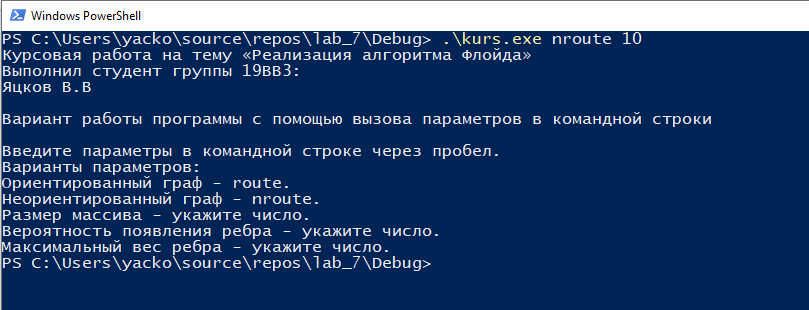 Windows PowerShell
PS C:\Users\yacko\source\repos\lab_7\Debug> .\kurs.exe nroute 10
Курсовая работа на тему «Реализация алгоритма Флойда»
Выполнил студент группы 19ВВ3:
Яцков В.В
Вариант работы программы с помощью вызова параметров в командной строки
Введите параметры в командной строке через пробел.
Варианты параметров:
Ориентированный граф - route.
Неориентированный граф - nroute.
Размер массива - укажите число.
Вероятность появления ребра - укажите число.
Максимальный вес ребра - укажите число.
PS C:\Users\yacko\source\repos\lab_7\Debug>